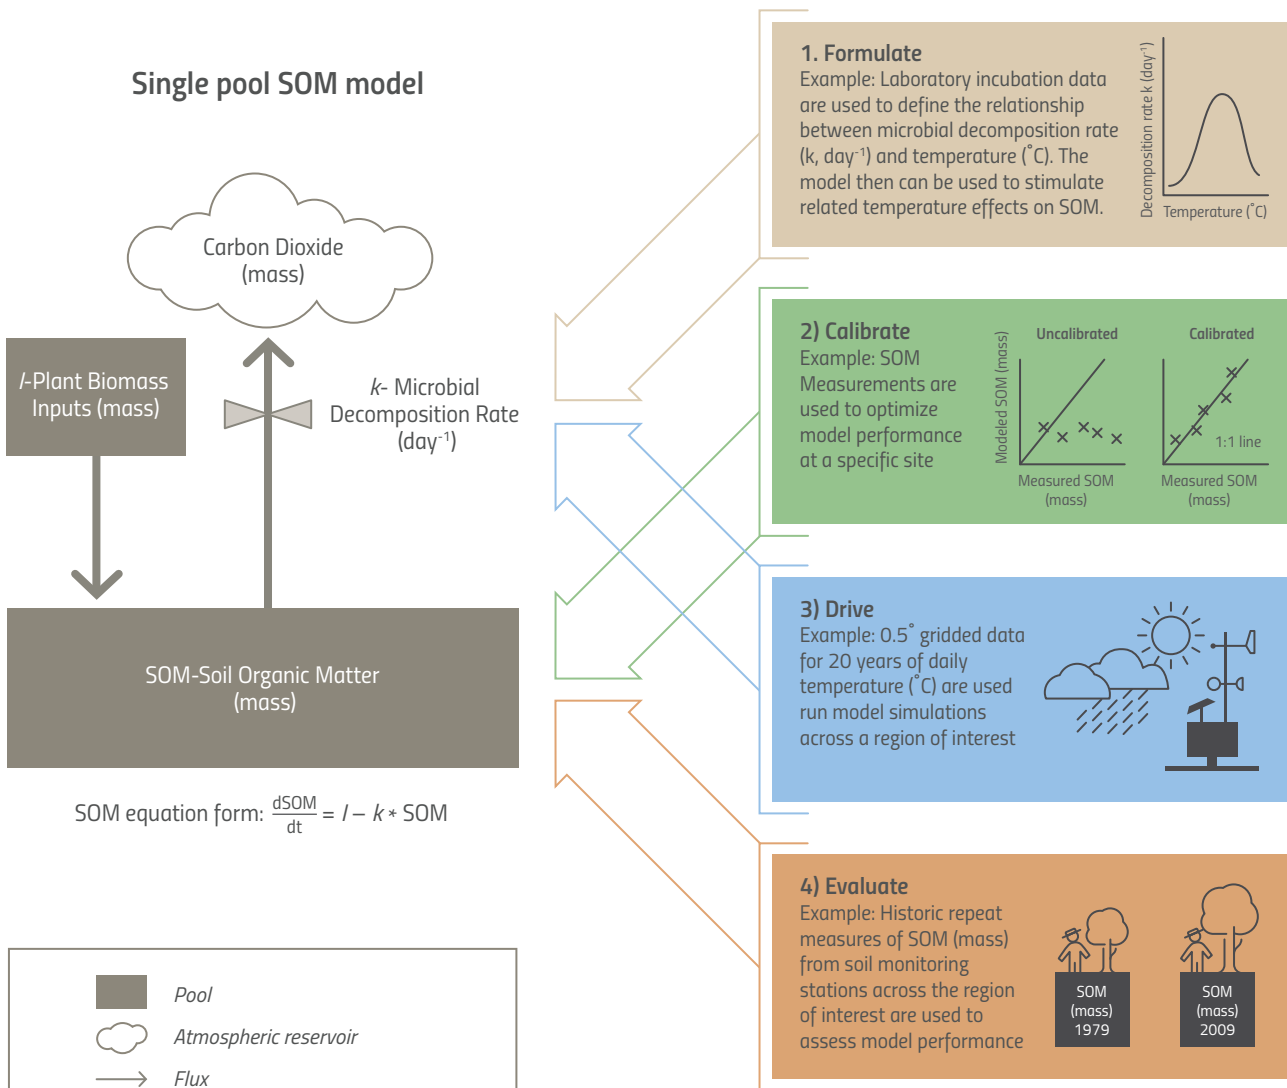 Single pool SOM model
Carbon Dioxide
(mass)
I-Plant Biomass
Inputs (mass)
k- Microbial
Decomposition Rate
(day⁻¹)
SOM-Soil Organic Matter
(mass)
SOM equation form: dSOM/dt = I – k * SOM
Pool
Atmospheric reservoir
Flux
1. Formulate
Example: Laboratory incubation data
are used to define the relationship
between microbial decomposition rate
(k, day⁻¹) and temperature (˚C). The
model then can be used to stimulate
related temperature effects on SOM.
Decomposition rate k (day⁻¹)
Temperature (˚C)
2) Calibrate
Example: SOM
Measurements are
used to optimize
model performance
at a specific site
Uncalibrated
Modeled SOM (mass)
Measured SOM
(mass)
Calibrated
1:1 line
Measured SOM
(mass)
3) Drive
Example: 0.5˚ gridded data
for 20 years of daily
temperature (˚C) are used
run model simulations
across a region of interest
4) Evaluate
Example: Historic repeat
measures of SOM (mass)
from soil monitoring
stations across the region
of interest are used to
assess model performance
SOM
(mass)
1979
SOM
(mass)
2009